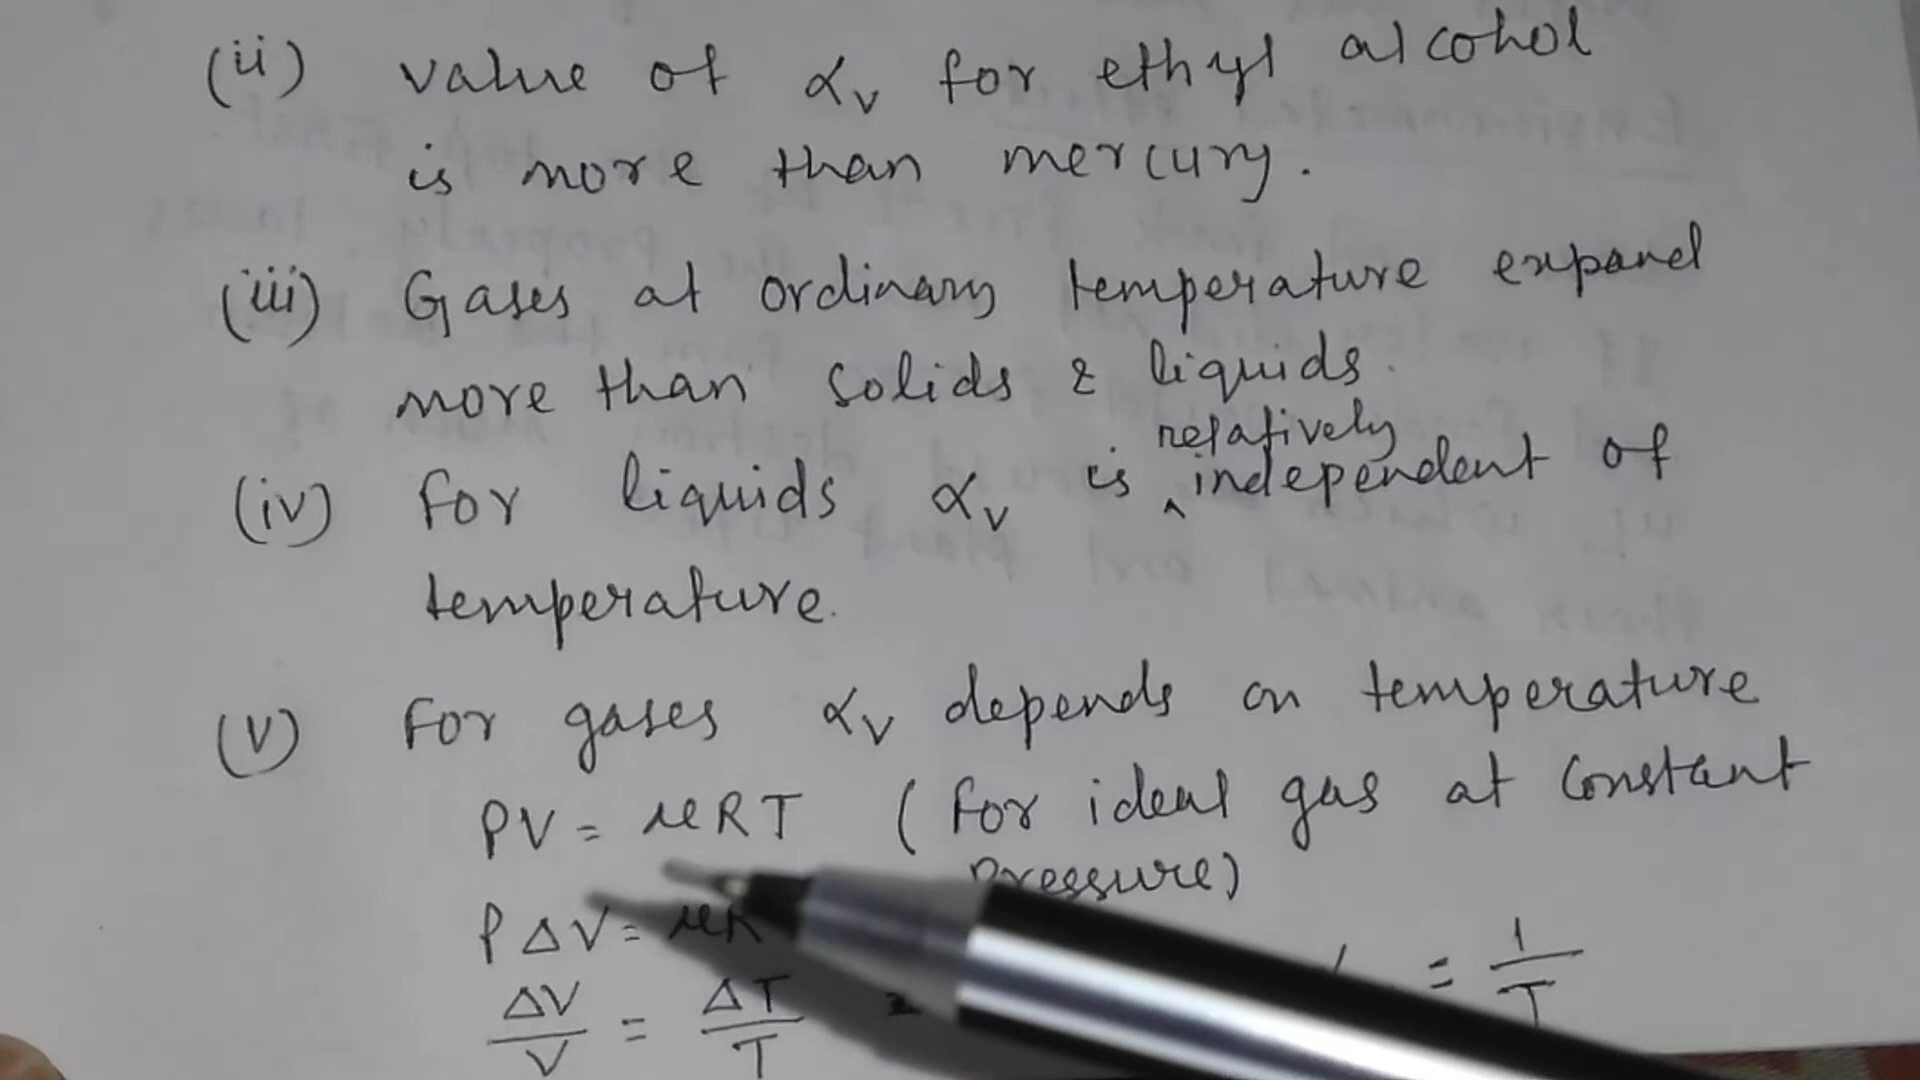 (ii) value of αᵥ for ethyl alcohol
is more than mercury.
(iii) Gases at ordinary temperature expand
more than solids & liquids.
relatively
(iv) For liquids αᵥ is ‸ independent of
temperature.
(v) For gases αᵥ depends on temperature
PV = μRT (For ideal gas at constant
pressure)
PΔV = μR
ΔV/V = ΔT/T = 1/T